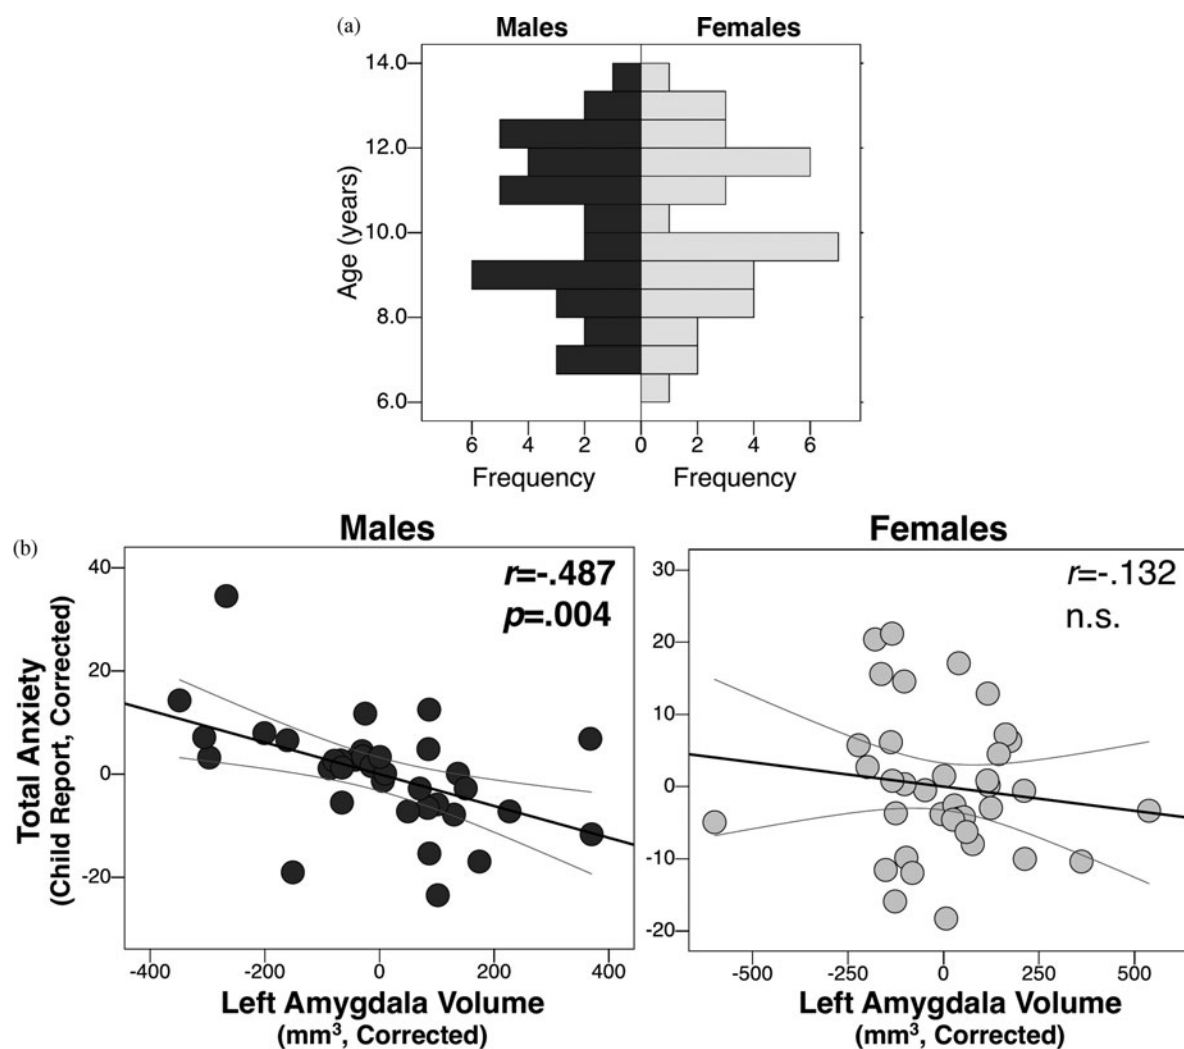 (a)
Males Females
14.0
12.0
10.0
8.0
6.0
Age (years)
6 4 2 0 2 4 6
Frequency Frequency
(b)
Males
r=-.487
p=.004
40
20
0
-20
Total Anxiety
(Child Report, Corrected)
-400 -200 0 200 400
Left Amygdala Volume
(mm³, Corrected)
Females
r=-.132
n.s.
30
20
10
0
-10
-20
-500 -250 0 250 500
Left Amygdala Volume
(mm³, Corrected)